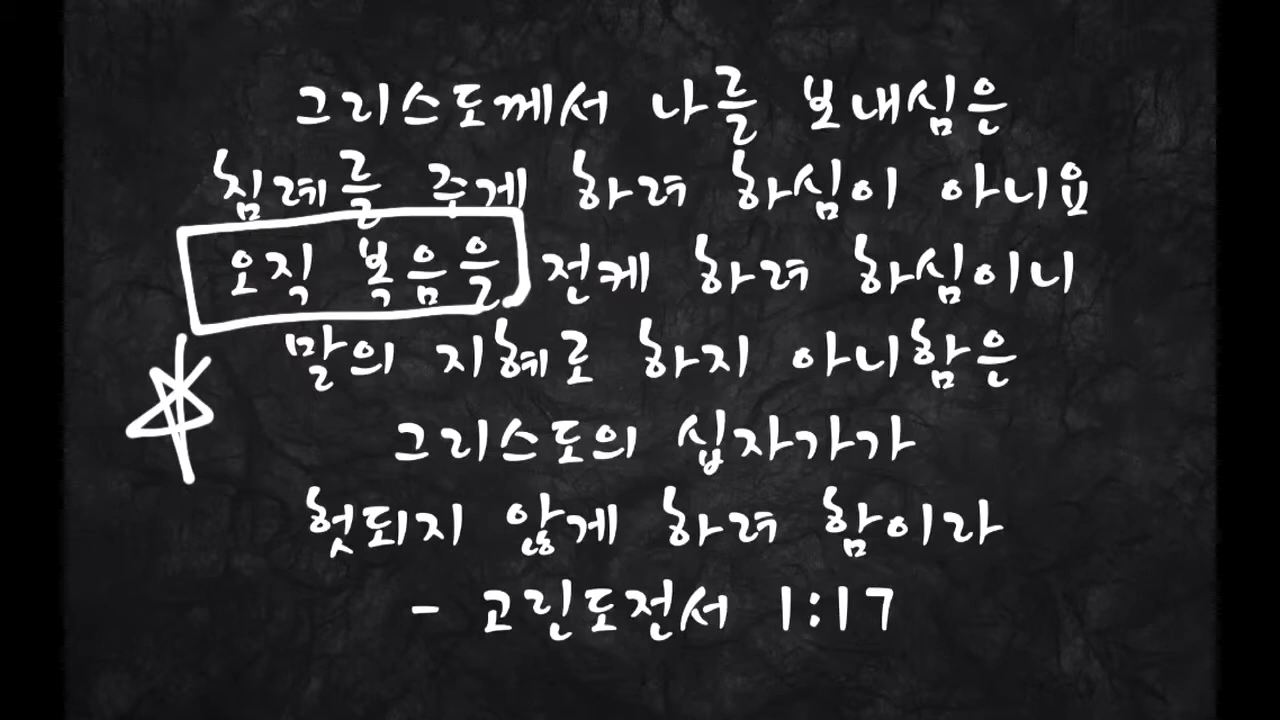 그리스도께서 나를 보내심은
침례를 주게 하려 하심이 아니요
오직 복음을 전케 하려 하심이니
말의 지혜로 하지 아니함은
그리스도의 십자가가
헛되지 않게 하려 함이라
- 고린도전서 1:17